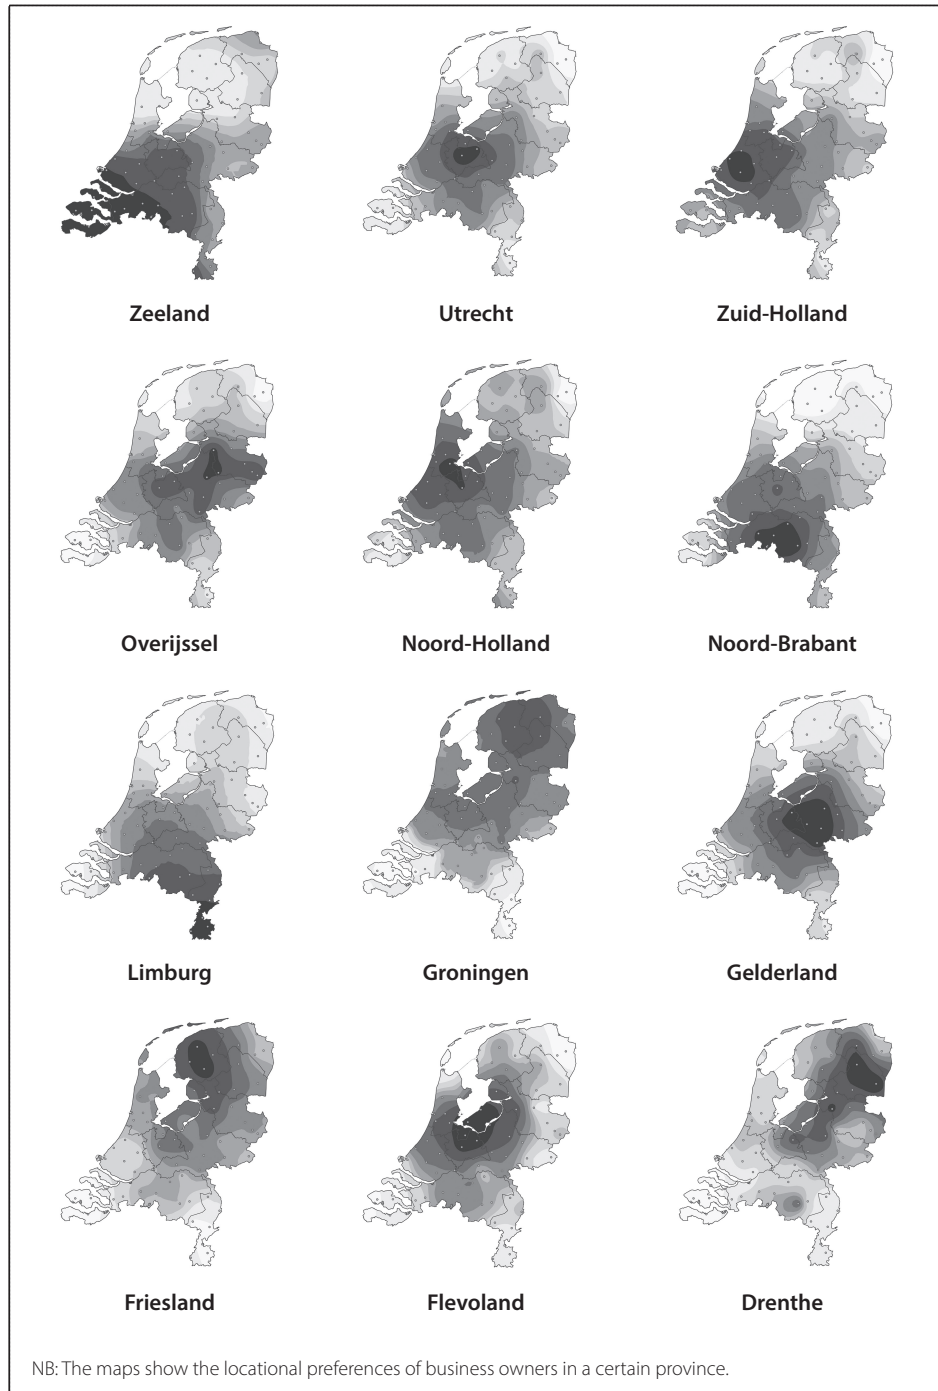 Zeeland
Utrecht
Zuid-Holland
Overijssel
Noord-Holland
Noord-Brabant
Limburg
Groningen
Gelderland
Friesland
Flevoland
Drenthe
NB: The maps show the locational preferences of business owners in a certain province.